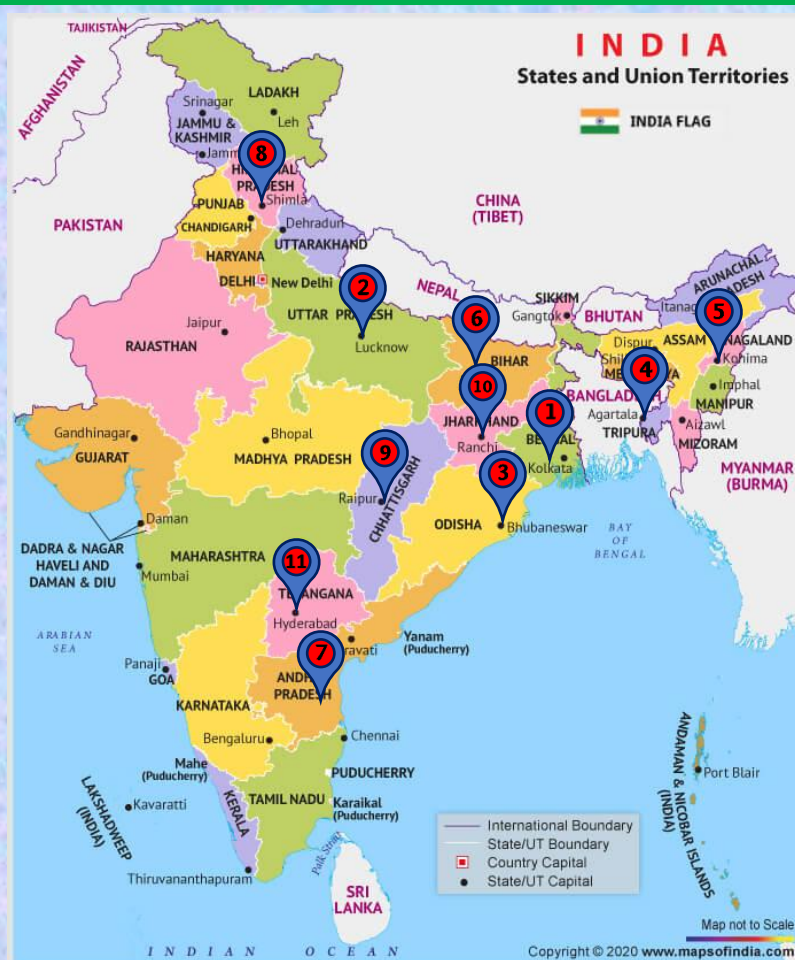 TAJIKISTAN
INDIA
States and Union Territories
INDIA FLAG
AFGHANISTAN
LADAKH
Srinagar
Leh
JAMMU &
KASHMIR
8
PRADESH
Shimla
CHINA
(TIBET)
PUNJAB
CHANDIGARH
PAKISTAN
Dehradun
UTTARAKHAND
HARYANA
DELHI
New Delhi
2
NEPAL
UTTAR
Lucknow
SIKKIM
Gangtok
BHUTAN
ARUNACHAL
5
ASSAM
NAGALAND
Dispur
Kohima
Jaipur
RAJASTHAN
6
BIHAR
4
Imphal
MANIPUR
10
Ranchi
1
Kolkata
Agartala
TRIPURA
Aizawl
MIZORAM
MYANMAR
(BURMA)
Gandhinagar
GUJARAT
Bhopal
MADHYA PRADESH
9
Raipur
CHHATTISGARH
3
ODISHA
Bhubaneswar
BAY
OF
BENGAL
Daman
DADRA & NAGAR
HAVELI AND
DAMAN & DIU
MAHARASHTRA
Mumbai
11
Hyderabad
ARABIAN
SEA
7
Yanam
(Puducherry)
PRADESH
Panaji
GOA
KARNATAKA
Bengaluru
Chennai
Mahe
(Puducherry)
PUDUCHERRY
LAKSHADWEEP
(INDIA)
Kavaratti
KERALA
TAMIL NADU
Karaikal
(Puducherry)
Thiruvananthapuram
Palk Strait
SRI
LANKA
ANDAMAN & NICOBAR ISLANDS
(INDIA)
Port Blair
International Boundary
State/UT Boundary
Country Capital
State/UT Capital
Map not to Scale
INDIAN OCEAN
Copyright © 2020 www.mapsofindia.com